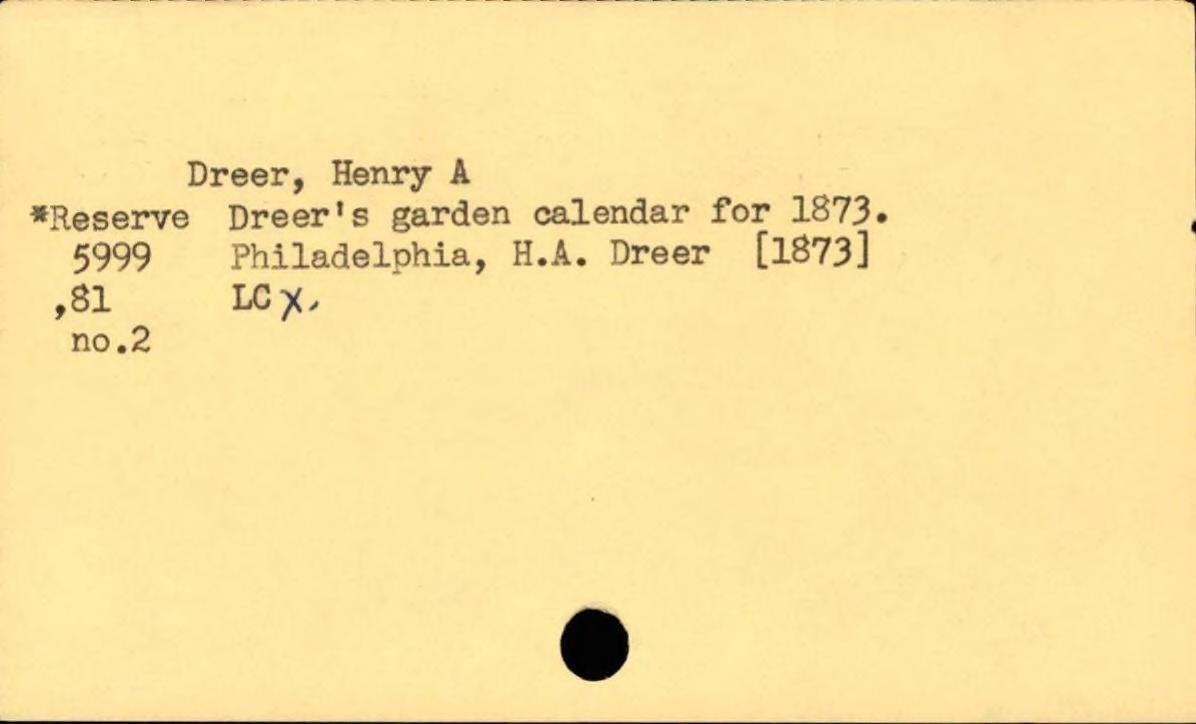 Dreer, Henry A
*Reserve Dreer's garden calendar for 1873.
5999 Philadelphia, H.A. Dreer [1873]
,81 LC X.
no.2